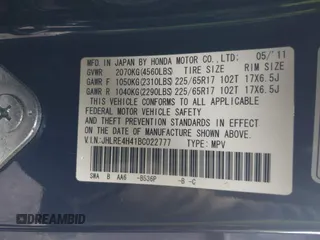 MFD. IN JAPAN BY HONDA MOTOR CO., LTD. 05/'11
GVWR 2070KG(4560LBS) TIRE SIZE RIM SIZE
GAWR F 1050KG(2310LBS) 225/65R17 102T 17X6.5J
GAWR R 1040KG(2290LBS) 225/65R17 102T 17X6.5J
THIS VEHICLE CONFORMS TO ALL APPLICABLE
FEDERAL MOTOR VEHICLE SAFETY AND THEFT
PREVENTION STANDARDS IN EFFECT ON THE DATE
OF MANUFACTURE SHOWN ABOVE.
V.I.N:JHLRE4H41BC022777 TYPE: MPV
SWA B AA6 -B536P -B -C
DREAMBID